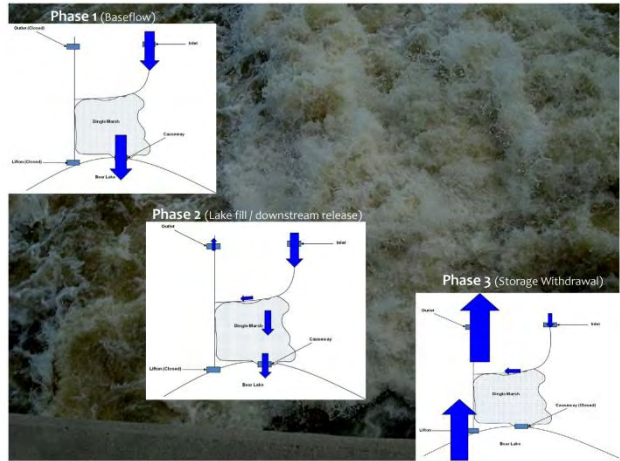 Phase 1 (Baseflow)
Outlet (Closed)
Inlet
Dingle Marsh
Causeway
Lifton (Closed)
Bear Lake
Phase 2 (Lake fill / downstream release)
Outlet
Inlet
Dingle Marsh
Causeway
Lifton (Closed)
Bear Lake
Phase 3 (Storage Withdrawal)
Outlet
Inlet
Dingle Marsh
Causeway (Closed)
Lifton
Bear Lake